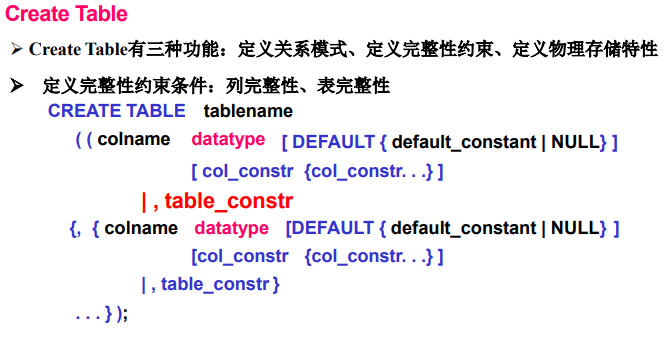 Create Table
➢ Create Table有三种功能：定义关系模式、定义完整性约束、定义物理存储特性
➢ 定义完整性约束条件：列完整性、表完整性
CREATE TABLE tablename
( ( colname datatype [ DEFAULT { default_constant | NULL} ]
[ col_constr {col_constr. . .} ]
| , table_constr
{, { colname datatype [DEFAULT { default_constant | NULL} ]
[col_constr {col_constr. . .} ]
| , table_constr }
. . . } );